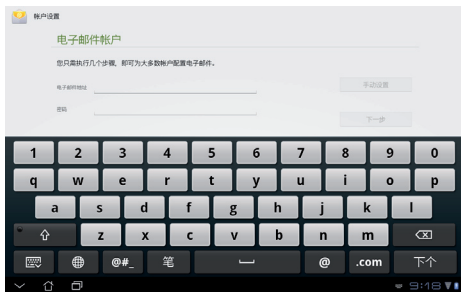 帐户设置
电子邮件帐户
您只需执行几个步骤，即可为大多数帐户配置电子邮件。
电子邮件地址
手动设置
密码
下一步
1 2 3 4 5 6 7 8 9 0
q w e r t y u i o p
a s d f g h j k l
z x c v b n m
@#_ 笔 @ .com 下个
9:18